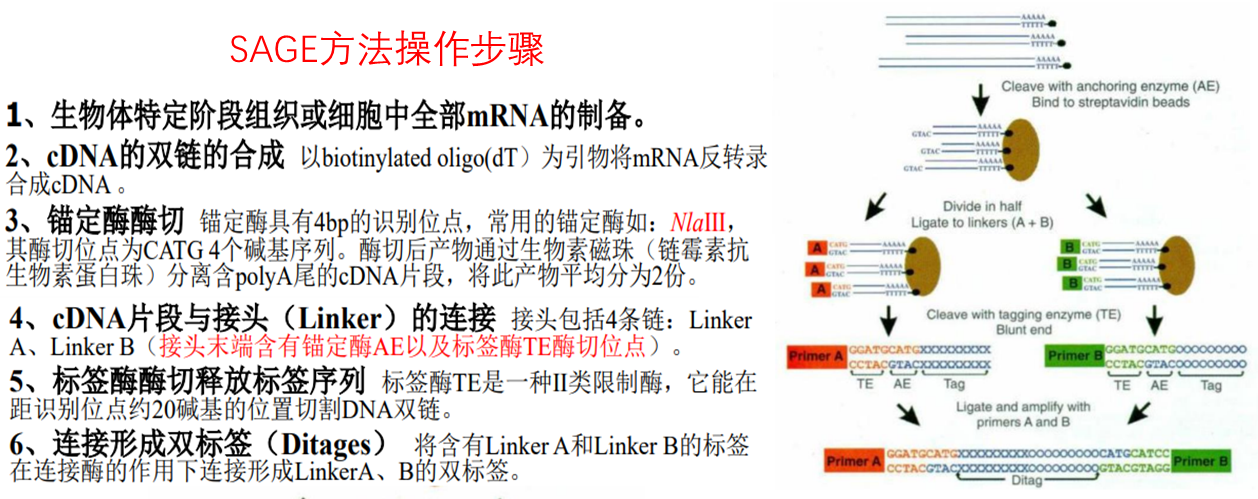 SAGE方法操作步骤
1、生物体特定阶段组织或细胞中全部mRNA的制备。
2、cDNA的双链的合成 以biotinylated oligo(dT）为引物将mRNA反转录
合成cDNA 。
3、锚定酶酶切 锚定酶具有4bp的识别位点，常用的锚定酶如：NlaIII，
其酶切位点为CATG 4个碱基序列。酶切后产物通过生物素磁珠（链霉素抗
生物素蛋白珠）分离含polyA尾的cDNA片段，将此产物平均分为2份。
4、cDNA片段与接头（Linker）的连接 接头包括4条链：Linker
A、Linker B（接头末端含有锚定酶AE以及标签酶TE酶切位点）。
5、标签酶酶切释放标签序列 标签酶TE是一种II类限制酶，它能在
距识别位点约20碱基的位置切割DNA双链。
6、连接形成双标签（Ditages） 将含有Linker A和Linker B的标签
在连接酶的作用下连接形成LinkerA、B的双标签。
AAAAA
TTTTT
AAAAA
TTTTT
AAAAA
TTTTT
Cleave with anchoring enzyme (AE)
Bind to streptavidin beads
AAAAA
GTAC TTTTT
AAAAA
GTAC TTTTT
AAAAA
GTAC TTTTT
Divide in half
Ligate to linkers (A + B)
A CATG AAAAA
GTAC TTTTT
A CATG AAAAA
GTAC TTTTT
A CATG AAAAA
GTAC TTTTT
B CATG AAAAA
GTAC TTTTT
B CATG AAAAA
GTAC TTTTT
B CATG AAAAA
GTAC TTTTT
Cleave with tagging enzyme (TE)
Blunt end
Primer A GGATGCATGXXXXXXXXX
CCTACGTACXXXXXXXXX
TE AE Tag
Primer B GGATGCATGOOOOOOOOO
CCTACGTACOOOOOOOOO
TE AE Tag
Ligate and amplify with
primers A and B
Primer A GGATGCATGXXXXXXXXXOOOOOOOOOCATGCATCC Primer B
CCTACGTACXXXXXXXXXOOOOOOOOOGTACGTAGG
Ditag